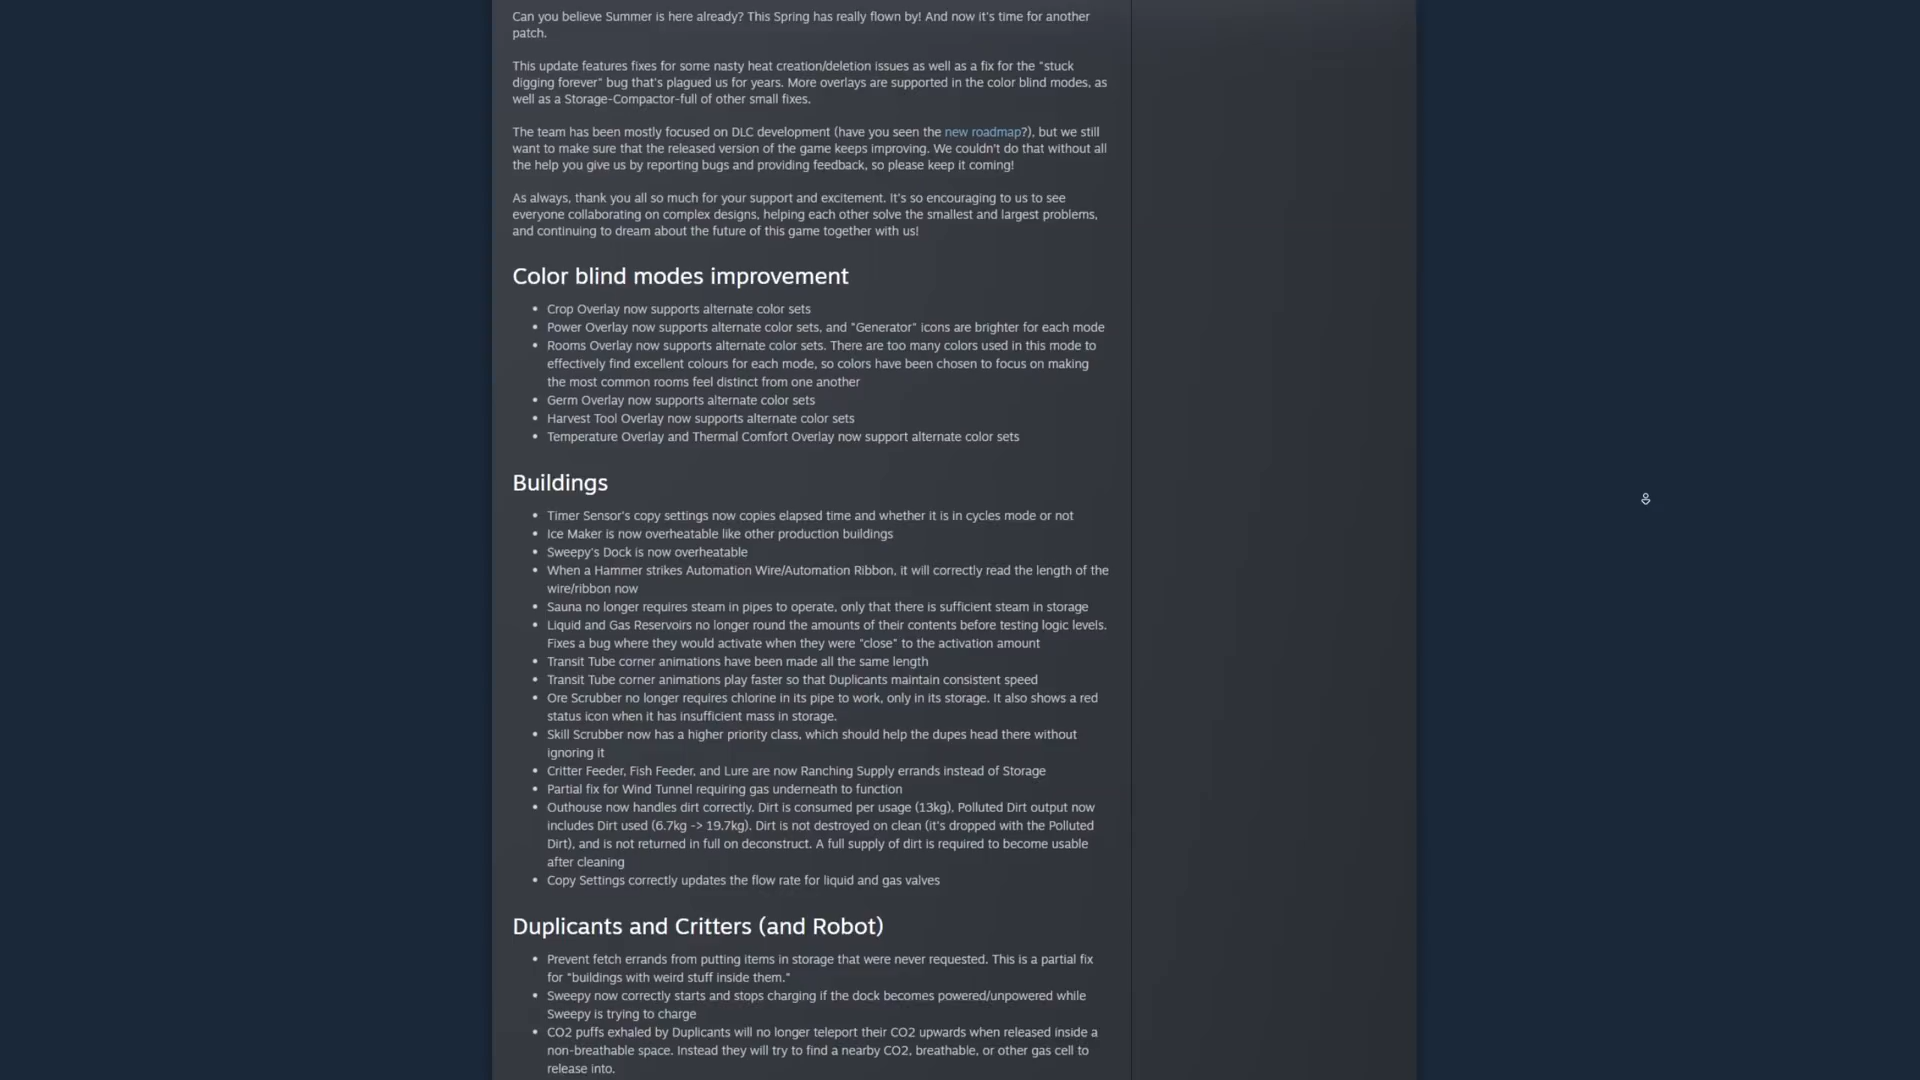 Can you believe Summer is here already? This Spring has really flown by! And now it's time for another
patch.
This update features fixes for some nasty heat creation/deletion issues as well as a fix for the "stuck
digging forever" bug that's plagued us for years. More overlays are supported in the color blind modes, as
well as a Storage-Compactor-full of other small fixes.
The team has been mostly focused on DLC development (have you seen the new roadmap?), but we still
want to make sure that the released version of the game keeps improving. We couldn't do that without all
the help you give us by reporting bugs and providing feedback, so please keep it coming!
As always, thank you all so much for your support and excitement. It's so encouraging to us to see
everyone collaborating on complex designs, helping each other solve the smallest and largest problems,
and continuing to dream about the future of this game together with us!
Color blind modes improvement
• Crop Overlay now supports alternate color sets
• Power Overlay now supports alternate color sets, and "Generator" icons are brighter for each mode
• Rooms Overlay now supports alternate color sets. There are too many colors used in this mode to
effectively find excellent colours for each mode, so colors have been chosen to focus on making
the most common rooms feel distinct from one another
• Germ Overlay now supports alternate color sets
• Harvest Tool Overlay now supports alternate color sets
• Temperature Overlay and Thermal Comfort Overlay now support alternate color sets
Buildings
• Timer Sensor's copy settings now copies elapsed time and whether it is in cycles mode or not
• Ice Maker is now overheatable like other production buildings
• Sweepy's Dock is now overheatable
• When a Hammer strikes Automation Wire/Automation Ribbon, it will correctly read the length of the
wire/ribbon now
• Sauna no longer requires steam in pipes to operate, only that there is sufficient steam in storage
• Liquid and Gas Reservoirs no longer round the amounts of their contents before testing logic levels.
Fixes a bug where they would activate when they were "close" to the activation amount
• Transit Tube corner animations have been made all the same length
• Transit Tube corner animations play faster so that Duplicants maintain consistent speed
• Ore Scrubber no longer requires chlorine in its pipe to work, only in its storage. It also shows a red
status icon when it has insufficient mass in storage.
• Skill Scrubber now has a higher priority class, which should help the dupes head there without
ignoring it
• Critter Feeder, Fish Feeder, and Lure are now Ranching Supply errands instead of Storage
• Partial fix for Wind Tunnel requiring gas underneath to function
• Outhouse now handles dirt correctly. Dirt is consumed per usage (13kg), Polluted Dirt output now
includes Dirt used (6.7kg -> 19.7kg). Dirt is not destroyed on clean (it's dropped with the Polluted
Dirt), and is not returned in full on deconstruct. A full supply of dirt is required to become usable
after cleaning
• Copy Settings correctly updates the flow rate for liquid and gas valves
Duplicants and Critters (and Robot)
• Prevent fetch errands from putting items in storage that were never requested. This is a partial fix
for "buildings with weird stuff inside them."
• Sweepy now correctly starts and stops charging if the dock becomes powered/unpowered while
Sweepy is trying to charge
• CO2 puffs exhaled by Duplicants will no longer teleport their CO2 upwards when released inside a
non-breathable space. Instead they will try to find a nearby CO2, breathable, or other gas cell to
release into.